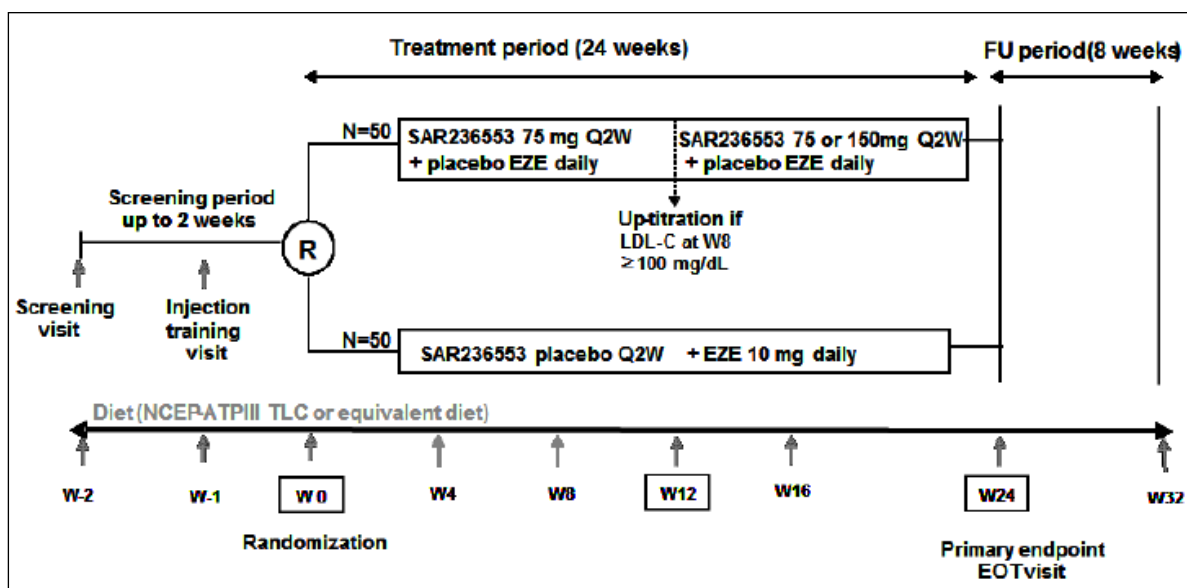 Treatment period (24 weeks)
FU period(8 weeks)
N=50
SAR236553 75 mg Q2W
+ placebo EZE daily
SAR236553 75 or 150mg Q2W
+ placebo EZE daily
Screening period
up to 2 weeks
R
Up-titration if
LDL-C at W8
≥100 mg/dL
Screening
visit
Injection
training
visit
N=50
SAR236553 placebo Q2W + EZE 10 mg daily
Diet (NCEP-ATPIII TLC or equivalent diet)
W-2
W-1
W 0
W4
W8
W12
W16
W24
W32
Randomization
Primary endpoint
EOT visit